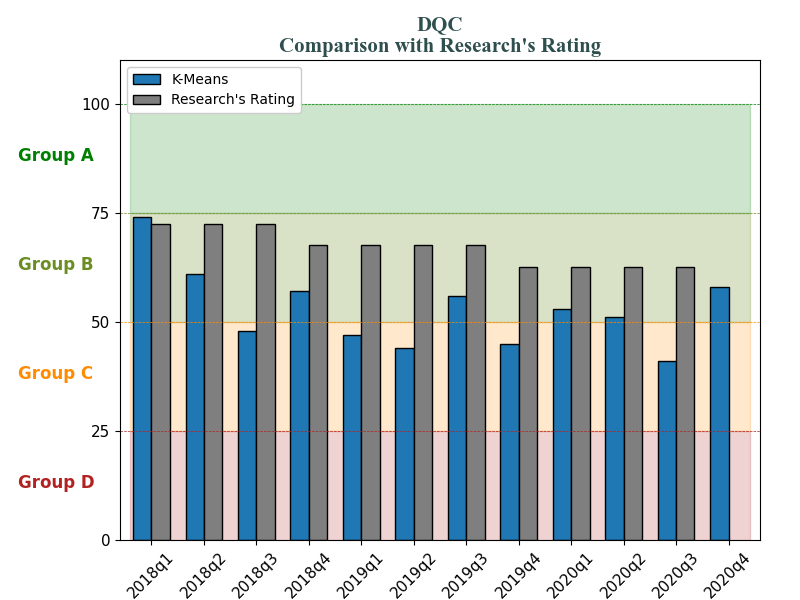 DQC
Comparison with Research's Rating
K-Means
Research's Rating
100
Group A
75
Group B
50
Group C
25
Group D
0
2018q1 2018q2 2018q3 2018q4 2019q1 2019q2 2019q3 2019q4 2020q1 2020q2 2020q3 2020q4